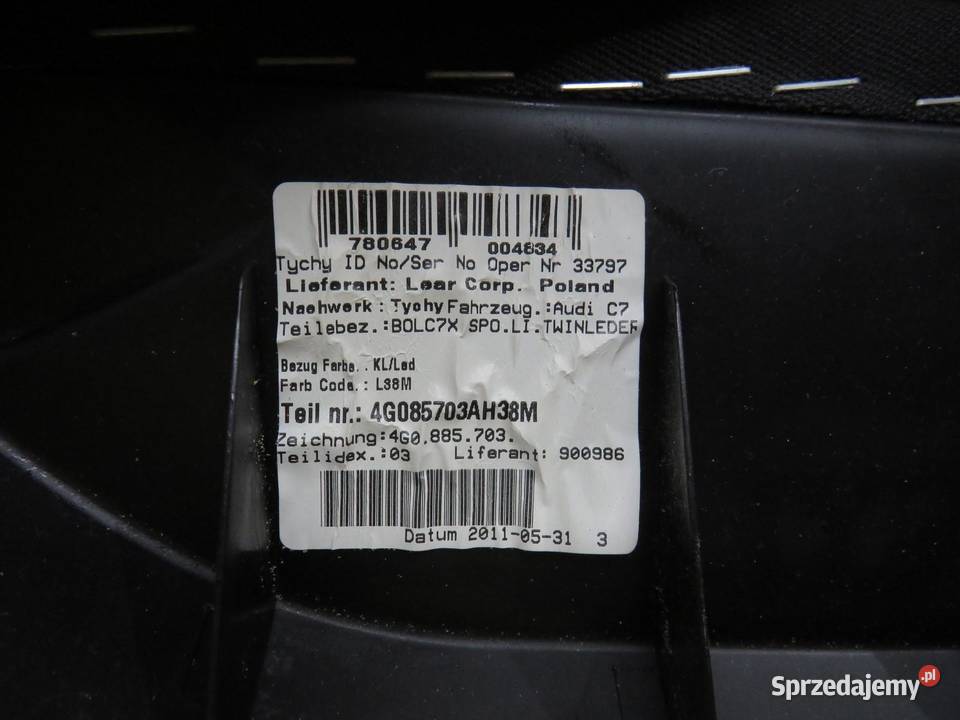 780647 004834
Tychy ID No/Ser No Oper Nr 33797
Lieferant: Lear Corp. Poland
Naehwerk : Tychy Fahrzeug.:Audi C7
Teilebez.:BOLC7X SPO.LI.TWINLEDER
Bezug Farbe. : KL/Led
Farb Code. : L38M
Teil nr.: 4G085703AH38M
Zeichnung:4G0.885.703.
Teilidex.:03 Liferant: 900986
Datum 2011-05-31 3
Sprzedajemy.pl